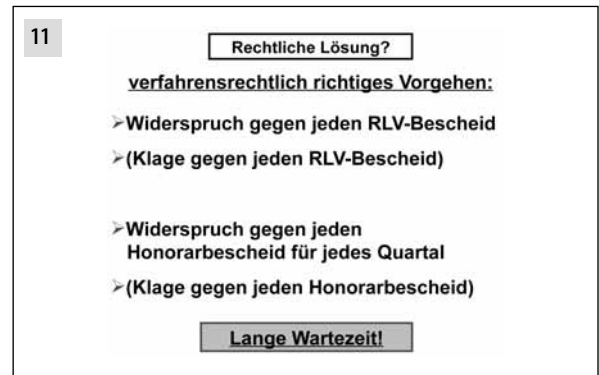 11
Rechtliche Lösung?
verfahrensrechtlich richtiges Vorgehen:
➢Widerspruch gegen jeden RLV-Bescheid
➢(Klage gegen jeden RLV-Bescheid)
➢Widerspruch gegen jeden
Honorarbescheid für jedes Quartal
➢(Klage gegen jeden Honorarbescheid)
Lange Wartezeit!